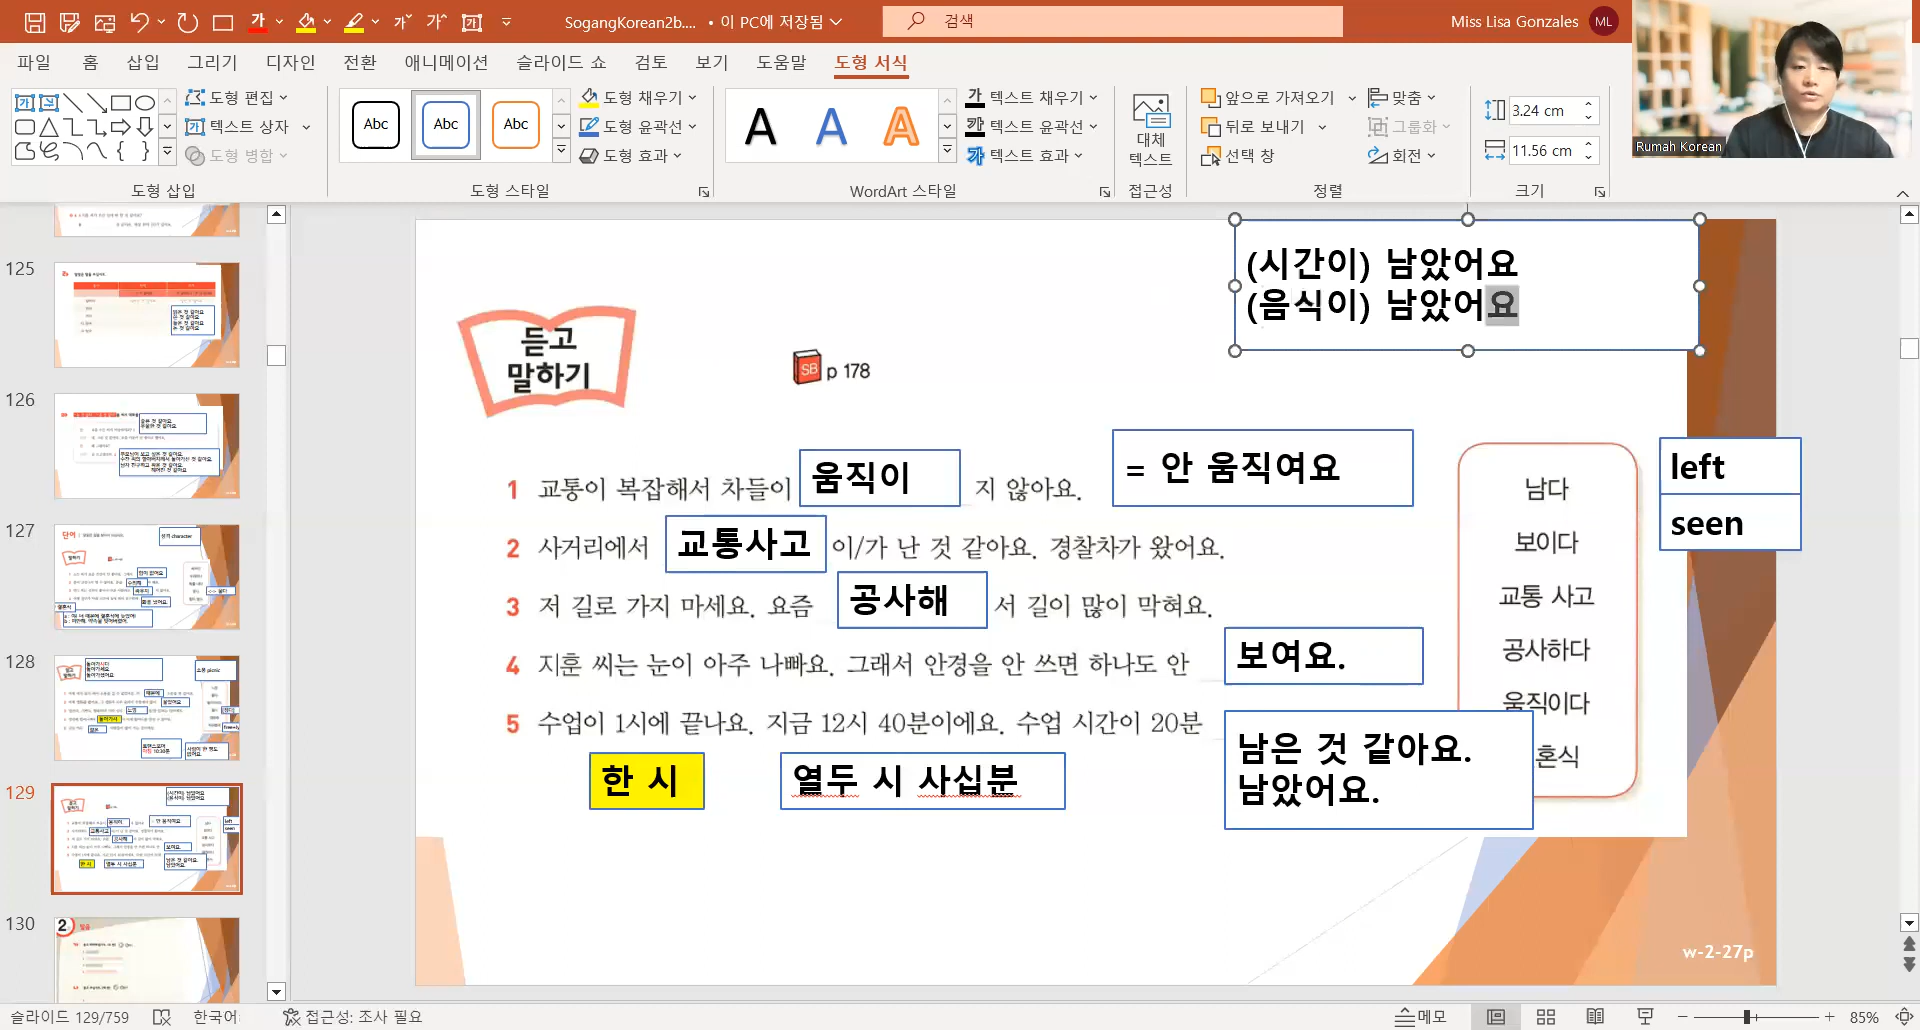 SogangKorean2b.... • 이 PC에 저장됨
검색
Miss Lisa Gonzales
ML
파일 홈 삽입 그리기 디자인 전환 애니메이션 슬라이드 쇼 검토 보기 도움말 도형 서식
도형 편집
텍스트 상자
도형 병합
도형 삽입
Abc Abc Abc
도형 채우기
도형 윤곽선
도형 효과
도형 스타일
A A A
텍스트 채우기
텍스트 윤곽선
텍스트 효과
WordArt 스타일
대체
텍스트
접근성
앞으로 가져오기
뒤로 보내기
선택 창
맞춤
그룹화
회전
정렬
3.24 cm
11.56 cm
크기
Rumah Korean
125
126
127
128
129
130
(시간이) 남았어요
(음식이) 남았어요
듣고
말하기
SB p 178
1 교통이 복잡해서 차들이 움직이 지 않아요. = 안 움직여요
2 사거리에서 교통사고 이/가 난 것 같아요. 경찰차가 왔어요.
3 저 길로 가지 마세요. 요즘 공사해 서 길이 많이 막혀요.
4 지훈 씨는 눈이 아주 나빠요. 그래서 안경을 안 쓰면 하나도 안 보여요.
5 수업이 1시에 끝나요. 지금 12시 40분이에요. 수업 시간이 20분
남은 것 같아요.
남았어요.
한 시 열두 시 사십분
남다 left
보이다 seen
교통 사고
공사하다
움직이다
혼식
w-2-27p
슬라이드 129/759 한국어 접근성: 조사 필요
메모
85%